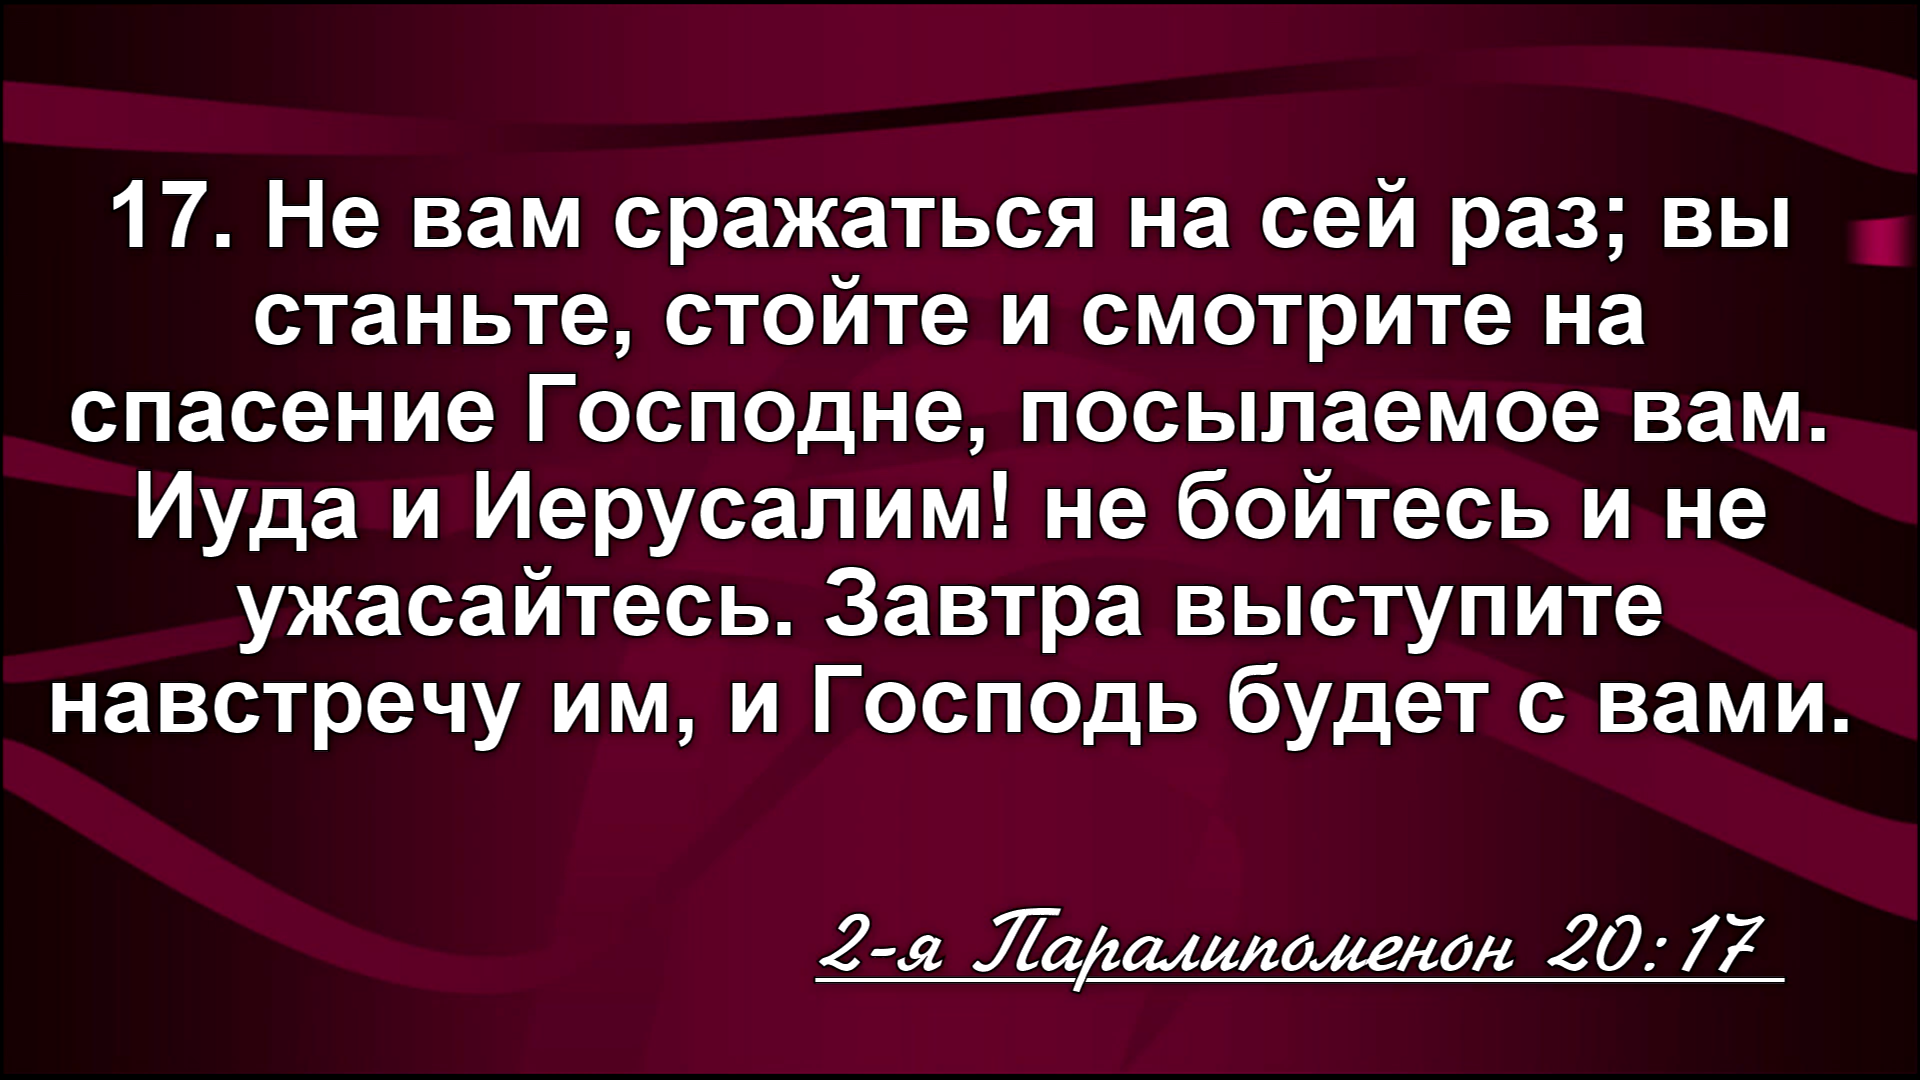 17. Не вам сражаться на сей раз; вы
станьте, стойте и смотрите на
спасение Господне, посылаемое вам.
Иуда и Иерусалим! не бойтесь и не
ужасайтесь. Завтра выступите
навстречу им, и Господь будет с вами.
2-я Паралипоменон 20:17